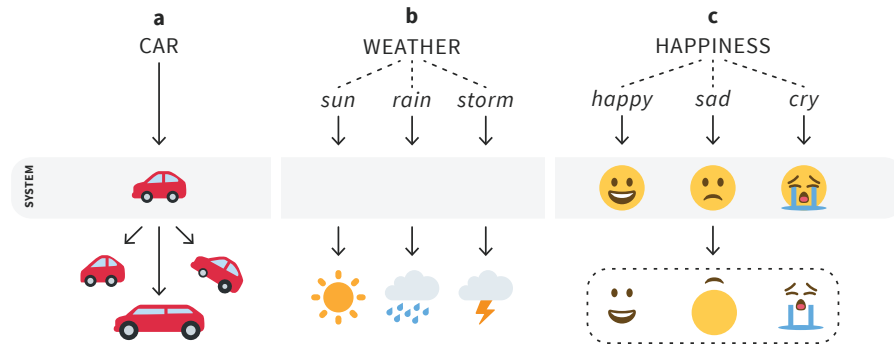 a b c
CAR WEATHER HAPPINESS
sun rain storm happy sad cry
SYSTEM